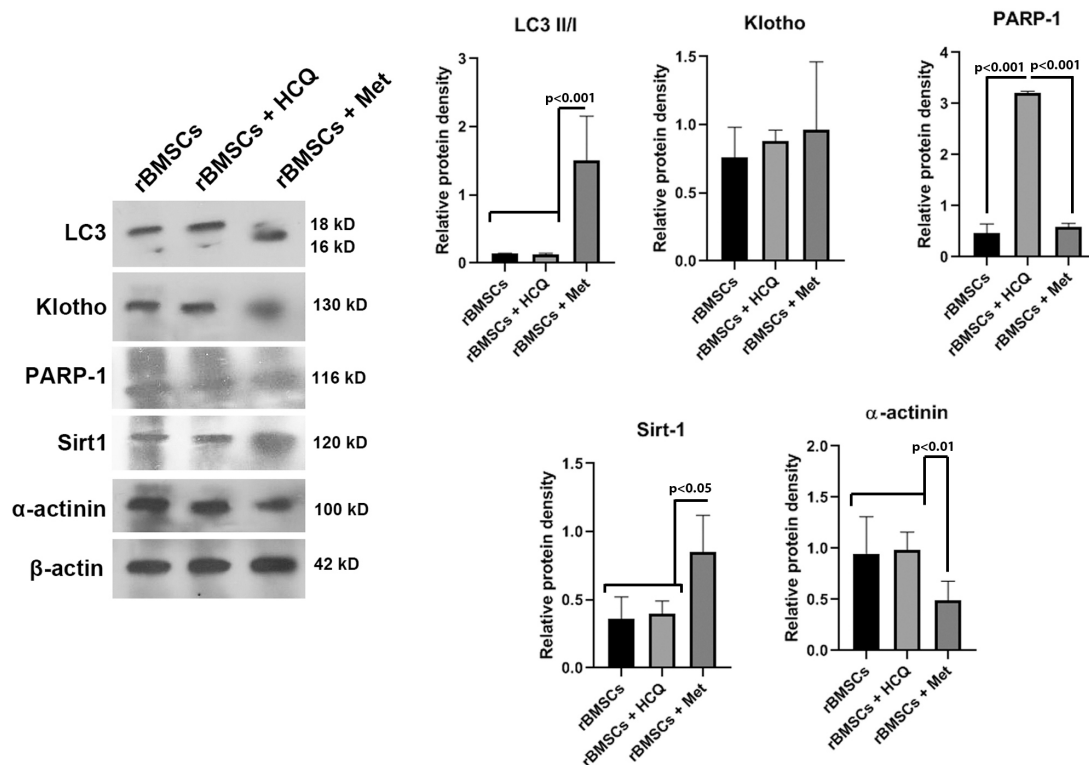 rBMSCs
rBMSCs + HCQ
rBMSCs + Met
LC3
18 kD
16 kD
Klotho
130 kD
PARP-1
116 kD
Sirt1
120 kD
α-actinin
100 kD
β-actin
42 kD
LC3 II/I
Relative protein density
3
2
1
0
p<0.001
rBMSCs
rBMSCs + HCQ
rBMSCs + Met
Klotho
Relative protein density
1.5
1.0
0.5
0.0
rBMSCs
rBMSCs + HCQ
rBMSCs + Met
PARP-1
Relative protein density
4
3
2
1
0
p<0.001
p<0.001
rBMSCs
rBMSCs + HCQ
rBMSCs + Met
Sirt-1
Relative protein density
1.5
1.0
0.5
0.0
p<0.05
rBMSCs
rBMSCs + HCQ
rBMSCs + Met
α-actinin
Relative protein density
2.0
1.5
1.0
0.5
0.0
p<0.01
rBMSCs
rBMSCs + HCQ
rBMSCs + Met